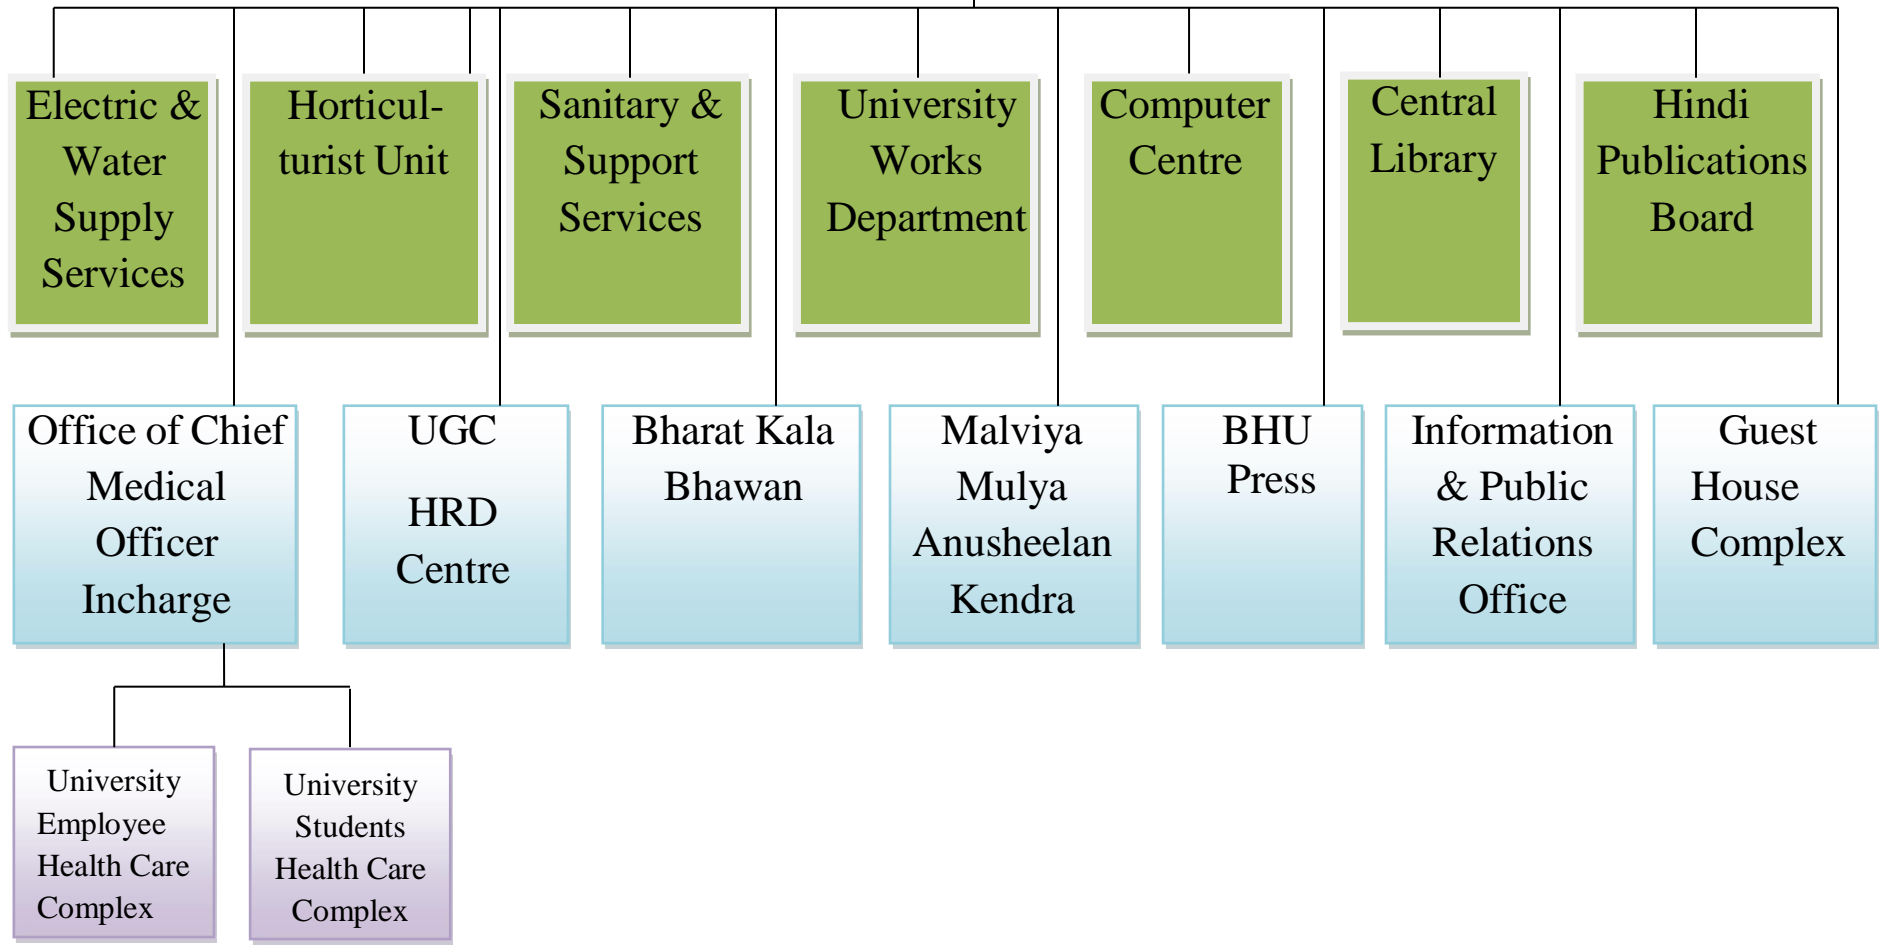 Electric &
Water
Supply
Services
Horticul-
turist Unit
Sanitary &
Support
Services
University
Works
Department
Computer
Centre
Central
Library
Hindi
Publications
Board
Office of Chief
Medical
Officer
Incharge
UGC
HRD
Centre
Bharat Kala
Bhawan
Malviya
Mulya
Anusheelan
Kendra
BHU
Press
Information
& Public
Relations
Office
Guest
House
Complex
University
Employee
Health Care
Complex
University
Students
Health Care
Complex